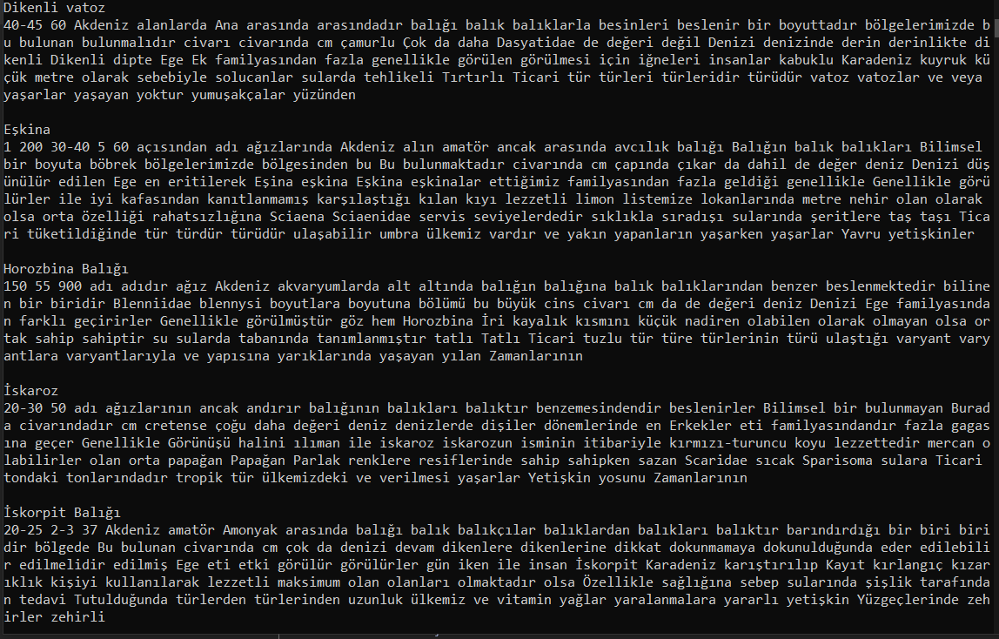 Dikenli vatoz
40-45 60 Akdeniz alanlarda Ana arasında arasındadır balığı balık balıklarla besinleri beslenir bir boyuttadır bölgelerimizde b
u bulunan bulunmalıdır civarı civarında cm çamurlu Çok da daha Dasyatidae de değeri değil Denizi denizinde derin derinlikte di
kenli Dikenli dipte Ege Ek familyasından fazla genellikle görülen görülmesi için iğneleri insanlar kabuklu Karadeniz kuyruk kü
çük metre olarak sebebiyle solucanlar sularda tehlikeli Tırtırlı Ticari tür türleri türleridir türüdür vatoz vatozlar ve veya
yaşarlar yaşayan yoktur yumuşakçalar yüzünden
Eşkina
1 200 30-40 5 60 açısından adı ağızlarında Akdeniz alın amatör ancak arasında avcılık balığı Balığın balık balıkları Bilimsel
bir boyuta böbrek bölgelerimizde bölgesinden bu Bu bulunmaktadır civarında cm çapında çıkar da dahil de değer deniz Denizi düş
ünülür edilen Ege en eritilerek Eşina eşkina Eşkina eşkinalar ettiğimiz familyasından fazla geldiği genellikle Genellikle görü
lürler ile iyi kafasından kanıtlanmamış karşılaştığı kılan kıyı lezzetli limon listemize lokanlarında metre nehir olan olarak
olsa orta özelliği rahatsızlığına Sciaena Sciaenidae servis seviyelerdedir sıklıkla sıradışı sularında şeritlere taş taşı Tica
ri tüketildiğinde tür türdür türüdür ulaşabilir umbra ülkemiz vardır ve yakın yapanların yaşarken yaşarlar Yavru yetişkinler
Horozbina Balığı
150 55 900 adı adıdır ağız Akdeniz akvaryumlarda alt altında balığın balığına balık balıklarından benzer beslenmektedir biline
n bir biridir Blenniidae blennysi boyutlara boyutuna bölümü bu büyük cins civarı cm da de değeri deniz Denizi Ege familyasında
n farklı geçirirler Genellikle görülmüştür göz hem Horozbina İri kayalık kısmını küçük nadiren olabilen olarak olmayan olsa or
tak sahip sahiptir su sularda tabanında tanımlanmıştır tatlı Tatlı Ticari tuzlu tür türe türlerinin türü ulaştığı varyant vary
antlara varyantlarıyla ve yapısına yarıklarında yaşayan yılan Zamanlarının
İskaroz
20-30 50 adı ağızlarının ancak andırır balığının balıkları balıktır benzemesindendir beslenirler Bilimsel bir bulunmayan Burad
a civarındadır cm cretense çoğu daha değeri deniz denizlerde dişiler dönemlerinde en Erkekler eti familyasındandır fazla gagas
ına geçer Genellikle Görünüşü halini ılıman ile iskaroz iskarozun isminin itibariyle kırmızı-turuncu koyu lezzettedir mercan o
labilirler olan orta papağan Papağan Parlak renklere resiflerinde sahip sahipken sazan Scaridae sıcak Sparisoma sulara Ticari
tondaki tonlarındadır tropik tür ülkemizdeki ve verilmesi yaşarlar Yetişkin yosunu Zamanlarının
İskorpit Balığı
20-25 2-3 37 Akdeniz amatör Amonyak arasında balığı balık balıkçılar balıklardan balıkları balıktır barındırdığı bir biri biri
dir bölgede Bu bulunan civarında cm çok da denizi devam dikenlere dikenlerine dikkat dokunmamaya dokunulduğunda eder edilebili
r edilmelidir edilmiş Ege eti etki görülür görülürler gün iken ile insan İskorpit Karadeniz karıştırılıp Kayıt kırlangıç kızar
ıklık kişiyi kullanılarak lezzetli maksimum olan olanları olmaktadır olsa Özellikle sağlığına sebep sularında şişlik tarafında
n tedavi Tutulduğunda türlerden türlerinden uzunluk ülkemiz ve vitamin yağlar yaralanmalara yararlı yetişkin Yüzgeçlerinde zeh
irler zehirli